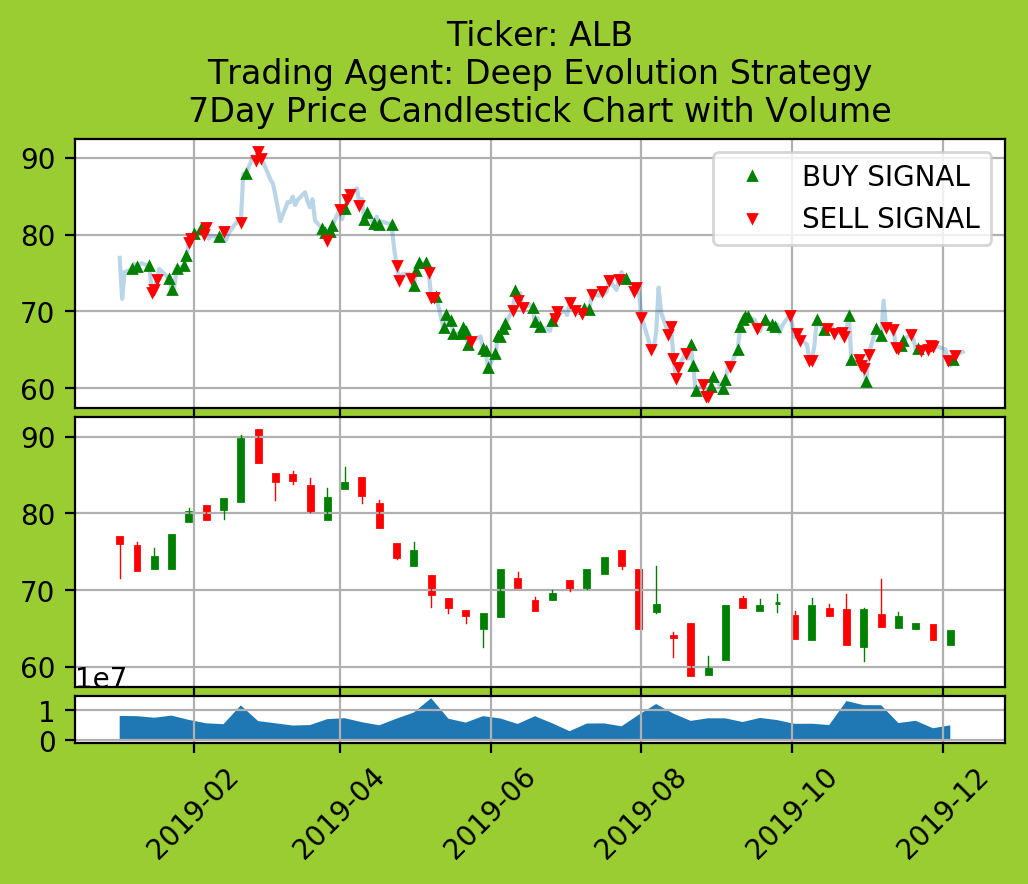 Ticker: ALB
Trading Agent: Deep Evolution Strategy
7Day Price Candlestick Chart with Volume
90
80
70
60
BUY SIGNAL
SELL SIGNAL
90
80
70
60
1e7
1
0
2019-02
2019-04
2019-06
2019-08
2019-10
2019-12